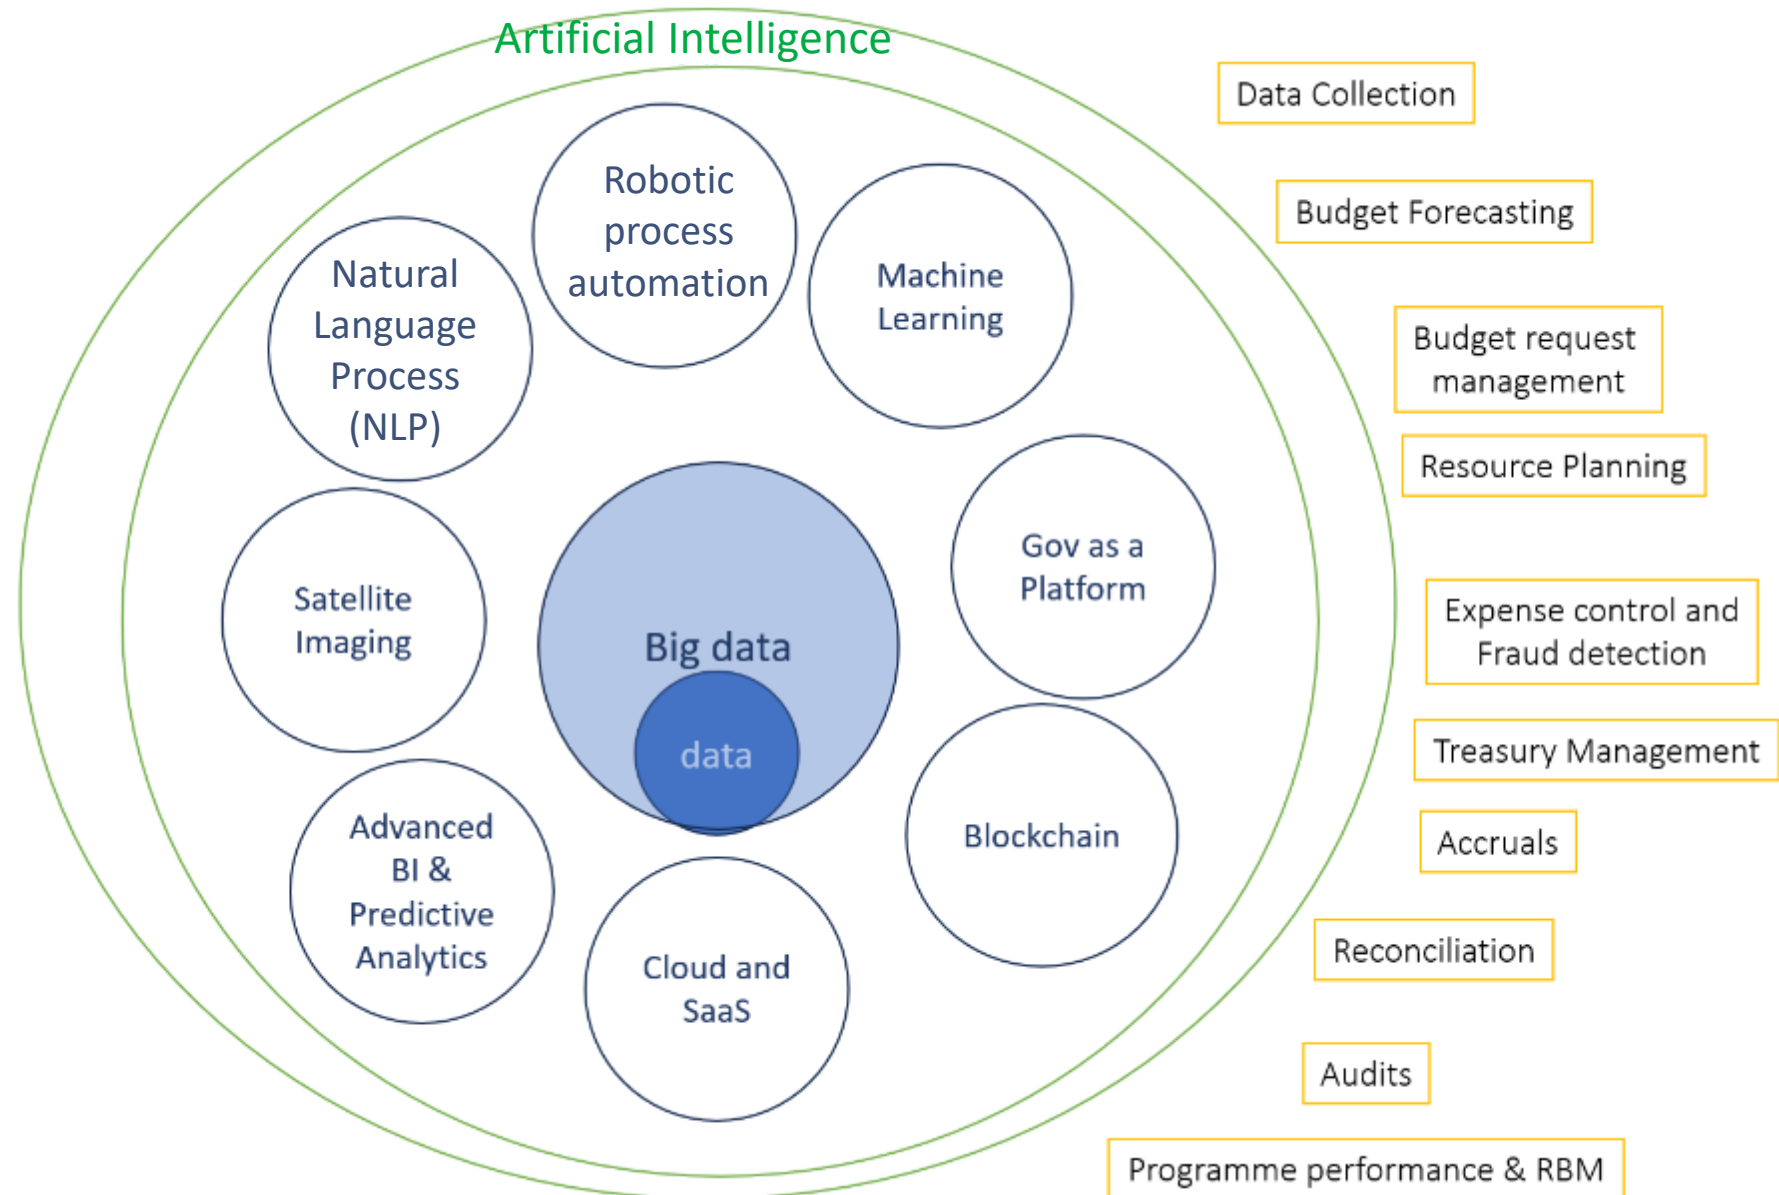 Artificial Intelligence
Robotic
process
automation
Machine
Learning
Natural
Language
Process
(NLP)
Gov as a
Platform
Satellite
Imaging
Big data
data
Blockchain
Advanced
BI &
Predictive
Analytics
Cloud and
SaaS
Data Collection
Budget Forecasting
Budget request
management
Resource Planning
Expense control and
Fraud detection
Treasury Management
Accruals
Reconciliation
Audits
Programme performance & RBM